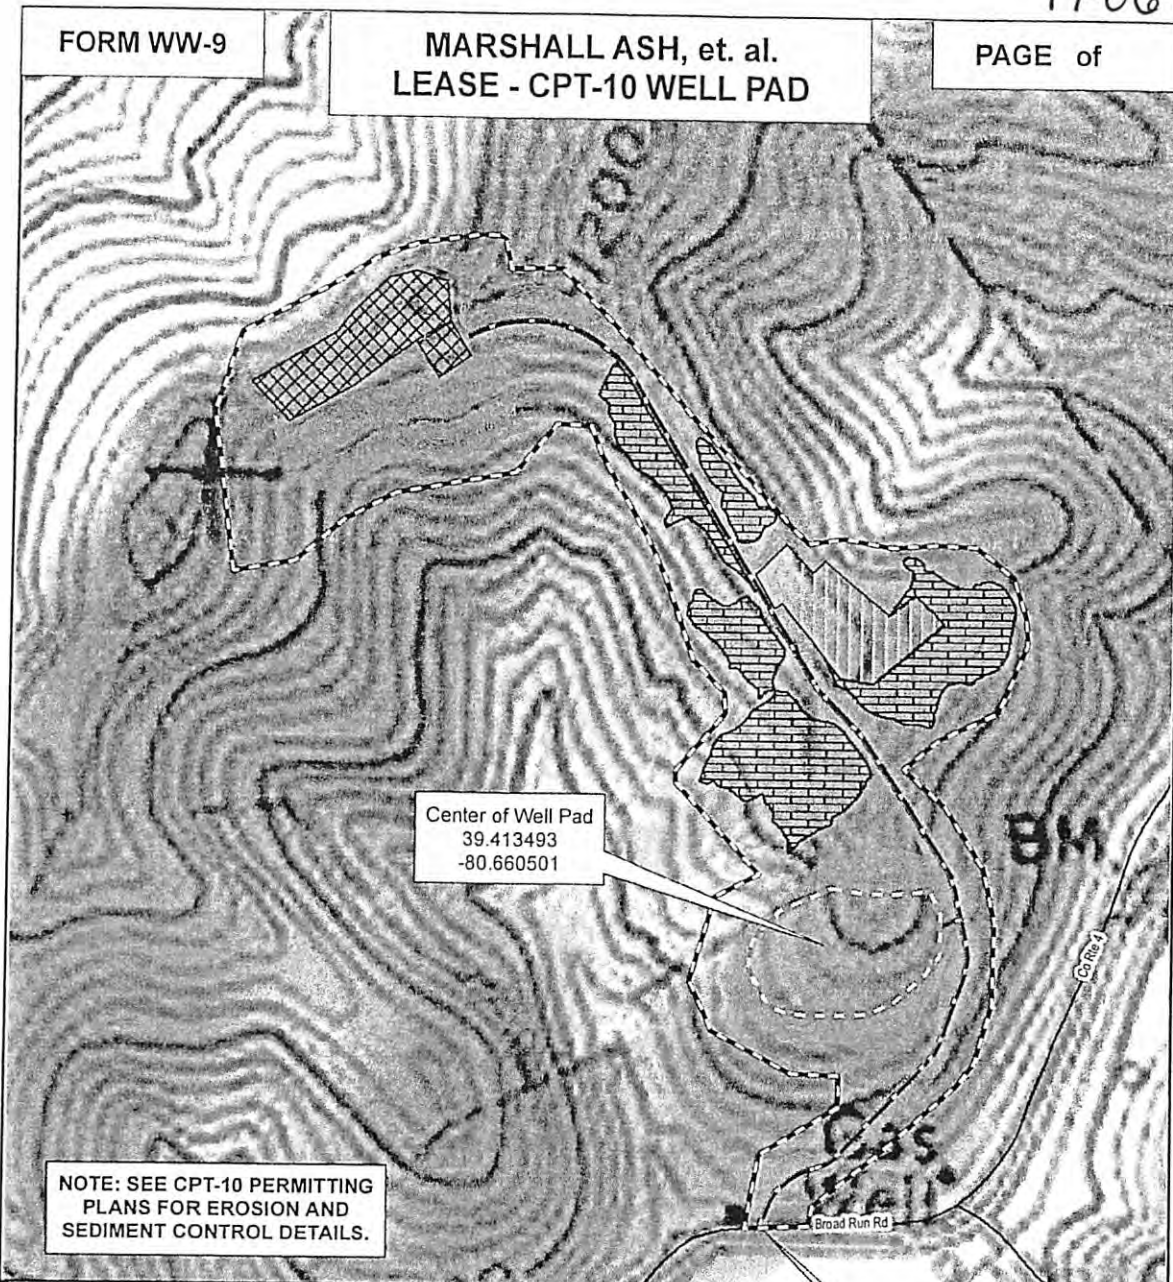 FORM WW-9
MARSHALL ASH, et. al.
LEASE - CPT-10 WELL PAD
PAGE of
1200
Center of Well Pad
39.413493
-80.660501
BM
Co Rte 4
Gas
Well
Broad Run Rd
NOTE: SEE CPT-10 PERMITTING
PLANS FOR EROSION AND
SEDIMENT CONTROL DETAILS.